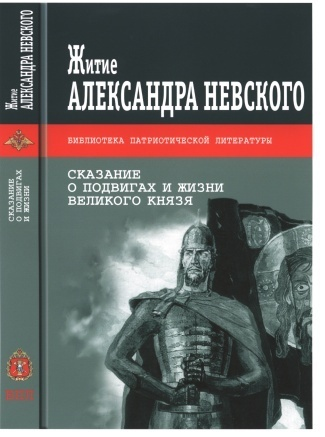 Житие
АЛЕКСАНДРА НЕВСКОГО
СКАЗАНИЕ
О ПОДВИГАХ
И ЖИЗНИ
Житие
АЛЕКСАНДРА НЕВСКОГО
БИБЛИОТЕКА ПАТРИОТИЧЕСКОЙ ЛИТЕРАТУРЫ
СКАЗАНИЕ
О ПОДВИГАХ И ЖИЗНИ
ВЕЛИКОГО КНЯЗЯ